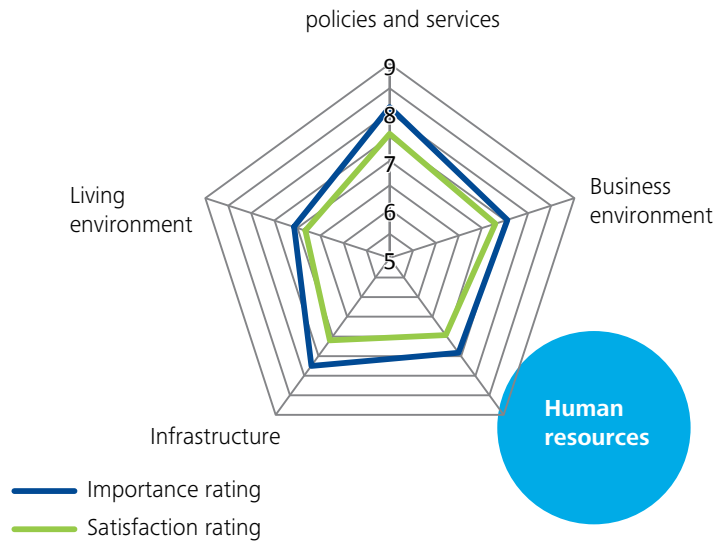 policies and services
9
8
7
6
5
Living
environment
Business
environment
Human
resources
Infrastructure
Importance rating
Satisfaction rating